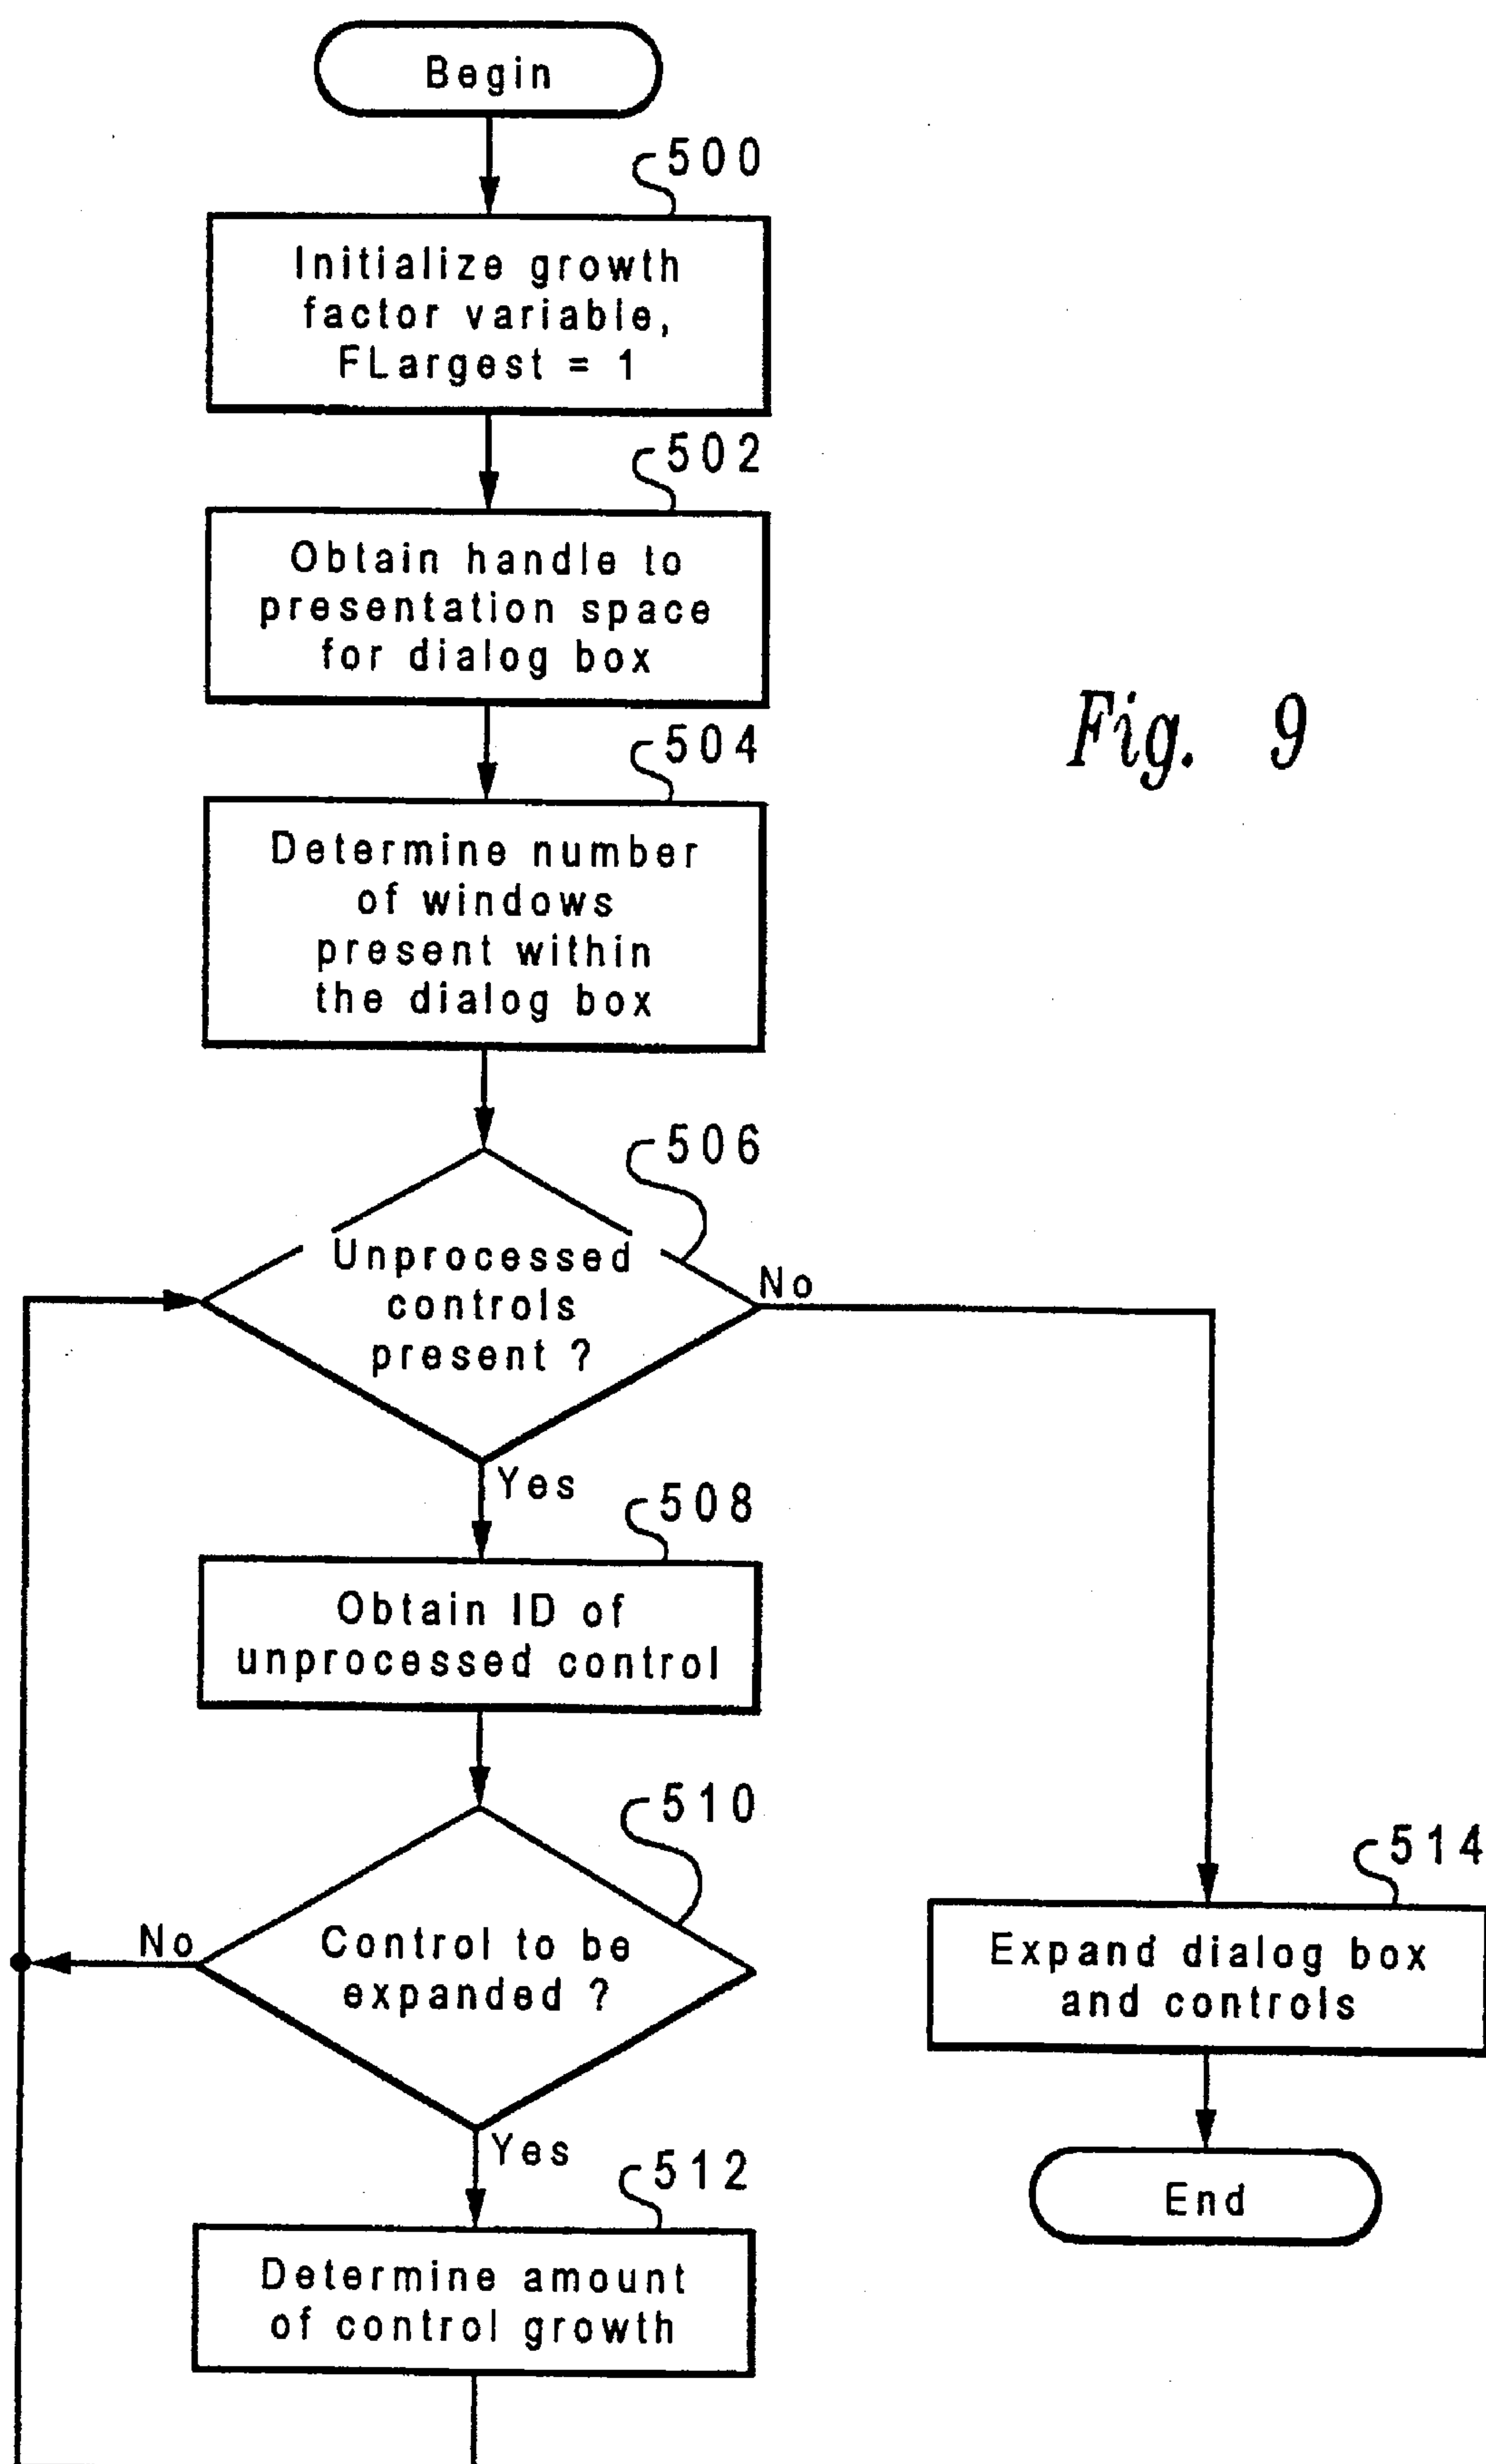 Begin
500
Initialize growth
factor variable,
FLargest = 1
502
Obtain handle to
presentation space
for dialog box
504
Determine number
of windows
present within
the dialog box
Fig. 9
506
Unprocessed
controls
present ?
No
Yes
508
Obtain ID of
unprocessed control
510
Control to be
expanded ?
No
Yes
512
Determine amount
of control growth
514
Expand dialog box
and controls
End